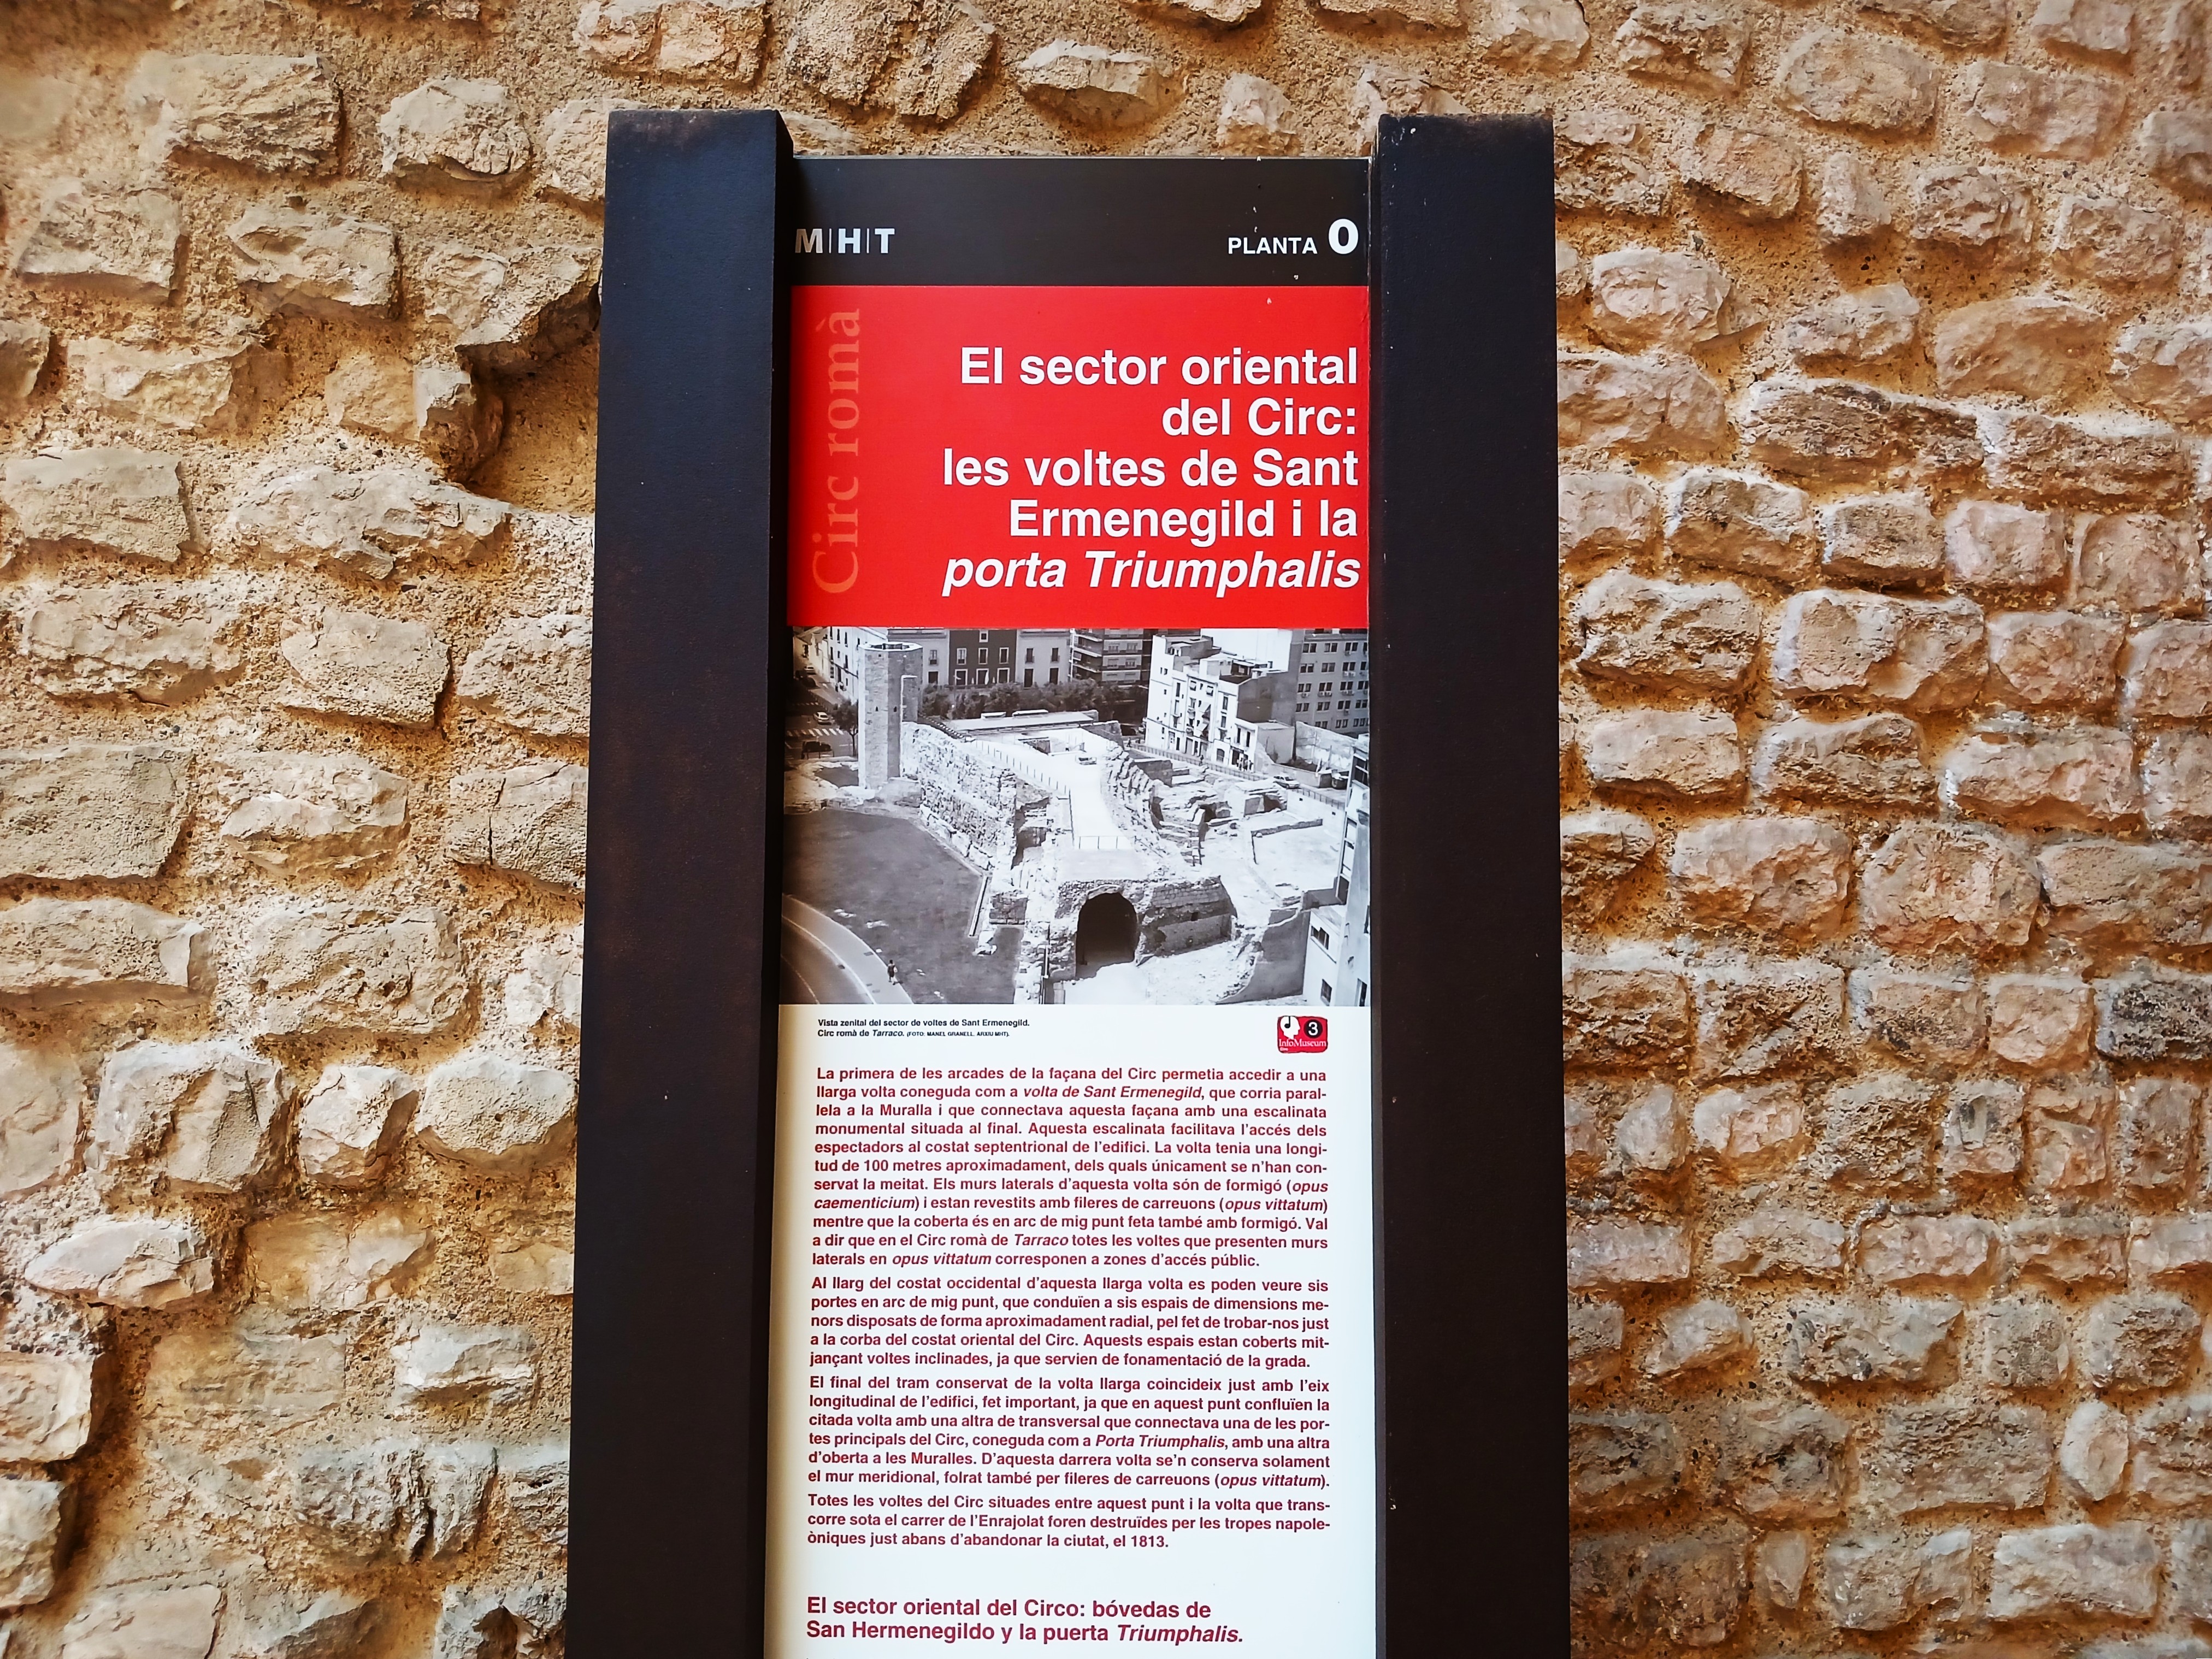 M|H|T
PLANTA 0
Circ romà
El sector oriental
del Circ:
les voltes de Sant
Ermenegild i la
porta Triumphalis
Vista zenital del sector de voltes de Sant Ermenegild.
Circ romà de Tarraco. (FOTO: MANEL GRANELL. ARXIU MHT).
3
InfoMuseum
La primera de les arcades de la façana del Circ permetia accedir a una
llarga volta coneguda com a volta de Sant Ermenegild, que corria paral-
lela a la Muralla i que connectava aquesta façana amb una escalinata
monumental situada al final. Aquesta escalinata facilitava l'accés dels
espectadors al costat septentrional de l'edifici. La volta tenia una longi-
tud de 100 metres aproximadament, dels quals únicament se n'han con-
servat la meitat. Els murs laterals d'aquesta volta són de formigó (opus
caementicium) i estan revestits amb fileres de carreuons (opus vittatum)
mentre que la coberta és en arc de mig punt feta també amb formigó. Val
a dir que en el Circ romà de Tarraco totes les voltes que presenten murs
laterals en opus vittatum corresponen a zones d'accés públic.
Al llarg del costat occidental d'aquesta llarga volta es poden veure sis
portes en arc de mig punt, que conduïen a sis espais de dimensions me-
nors disposats de forma aproximadament radial, pel fet de trobar-nos just
a la corba del costat oriental del Circ. Aquests espais estan coberts mit-
jançant voltes inclinades, ja que servien de fonamentació de la grada.
El final del tram conservat de la volta llarga coincideix just amb l'eix
longitudinal de l'edifici, fet important, ja que en aquest punt confluïen la
citada volta amb una altra de transversal que connectava una de les por-
tes principals del Circ, coneguda com a Porta Triumphalis, amb una altra
d'oberta a les Muralles. D'aquesta darrera volta se'n conserva solament
el mur meridional, folrat també per fileres de carreuons (opus vittatum).
Totes les voltes del Circ situades entre aquest punt i la volta que trans-
corre sota el carrer de l'Enrajolat foren destruïdes per les tropes napole-
òniques just abans d'abandonar la ciutat, el 1813.
El sector oriental del Circo: bóvedas de
San Hermenegildo y la puerta Triumphalis.